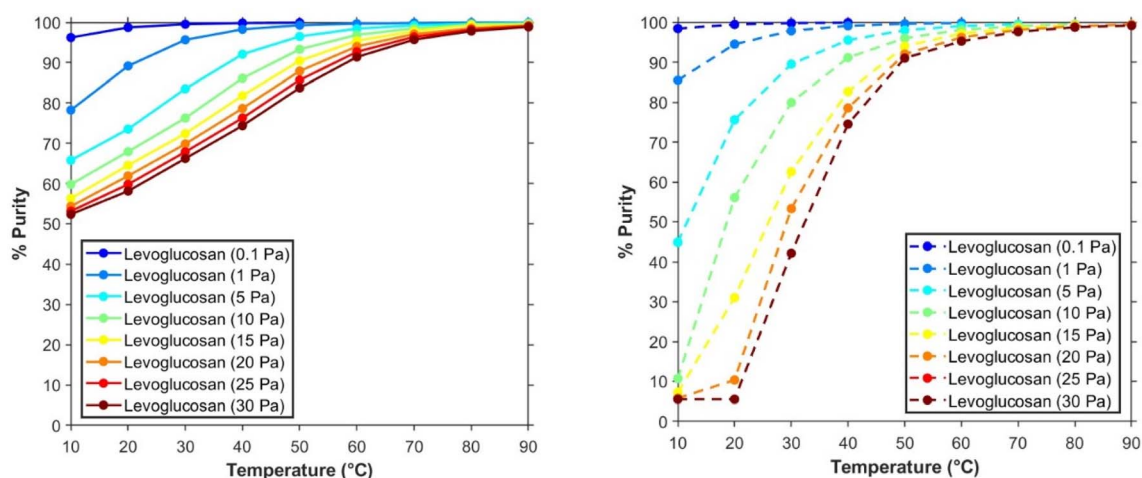 100
90
80
70
60
50
40
30
20
10
0
% Purity
Levoglucosan (0.1 Pa)
Levoglucosan (1 Pa)
Levoglucosan (5 Pa)
Levoglucosan (10 Pa)
Levoglucosan (15 Pa)
Levoglucosan (20 Pa)
Levoglucosan (25 Pa)
Levoglucosan (30 Pa)
10 20 30 40 50 60 70 80 90
Temperature (°C)
100
90
80
70
60
50
40
30
20
10
0
% Purity
Levoglucosan (0.1 Pa)
Levoglucosan (1 Pa)
Levoglucosan (5 Pa)
Levoglucosan (10 Pa)
Levoglucosan (15 Pa)
Levoglucosan (20 Pa)
Levoglucosan (25 Pa)
Levoglucosan (30 Pa)
10 20 30 40 50 60 70 80 90
Temperature (°C)